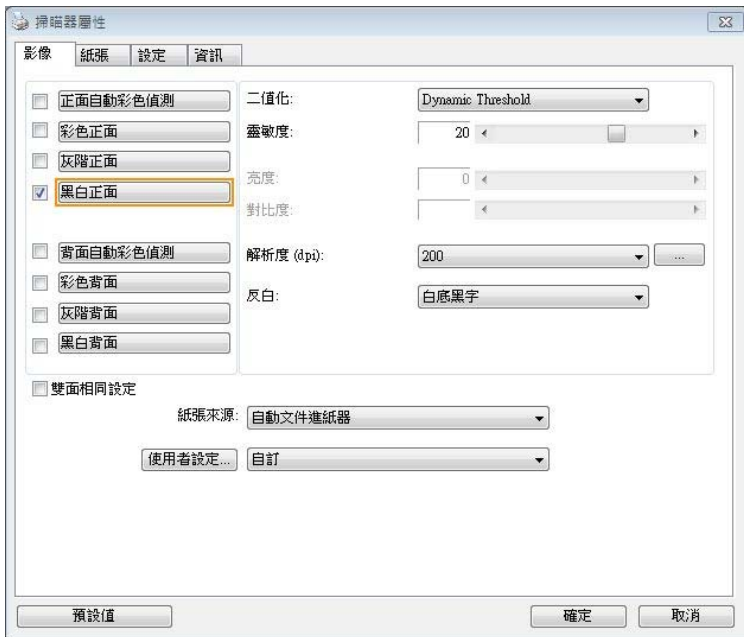 掃瞄器屬性
影像 紙張 設定 資訊
正面自動彩色偵測
彩色正面
灰階正面
黑白正面
背面自動彩色偵測
彩色背面
灰階背面
黑白背面
二值化: Dynamic Threshold
靈敏度: 20
亮度: 0
對比度:
解析度 (dpi): 200 ...
反白: 白底黑字
雙面相同設定
紙張來源: 自動文件進紙器
使用者設定... 自訂
預設值 確定 取消